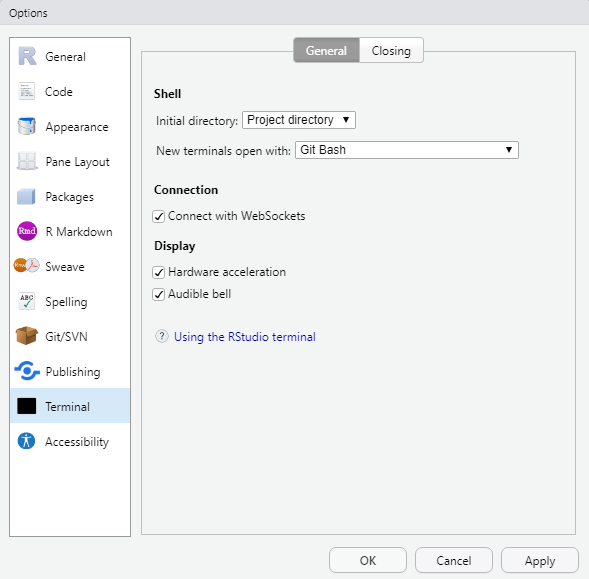 Options
General
Code
Appearance
Pane Layout
Packages
Rmd R Markdown
Sweave
ABC Spelling
Git/SVN
Publishing
Terminal
Accessibility
General Closing
Shell
Initial directory: Project directory
New terminals open with: Git Bash
Connection
Connect with WebSockets
Display
Hardware acceleration
Audible bell
? Using the RStudio terminal
OK Cancel Apply